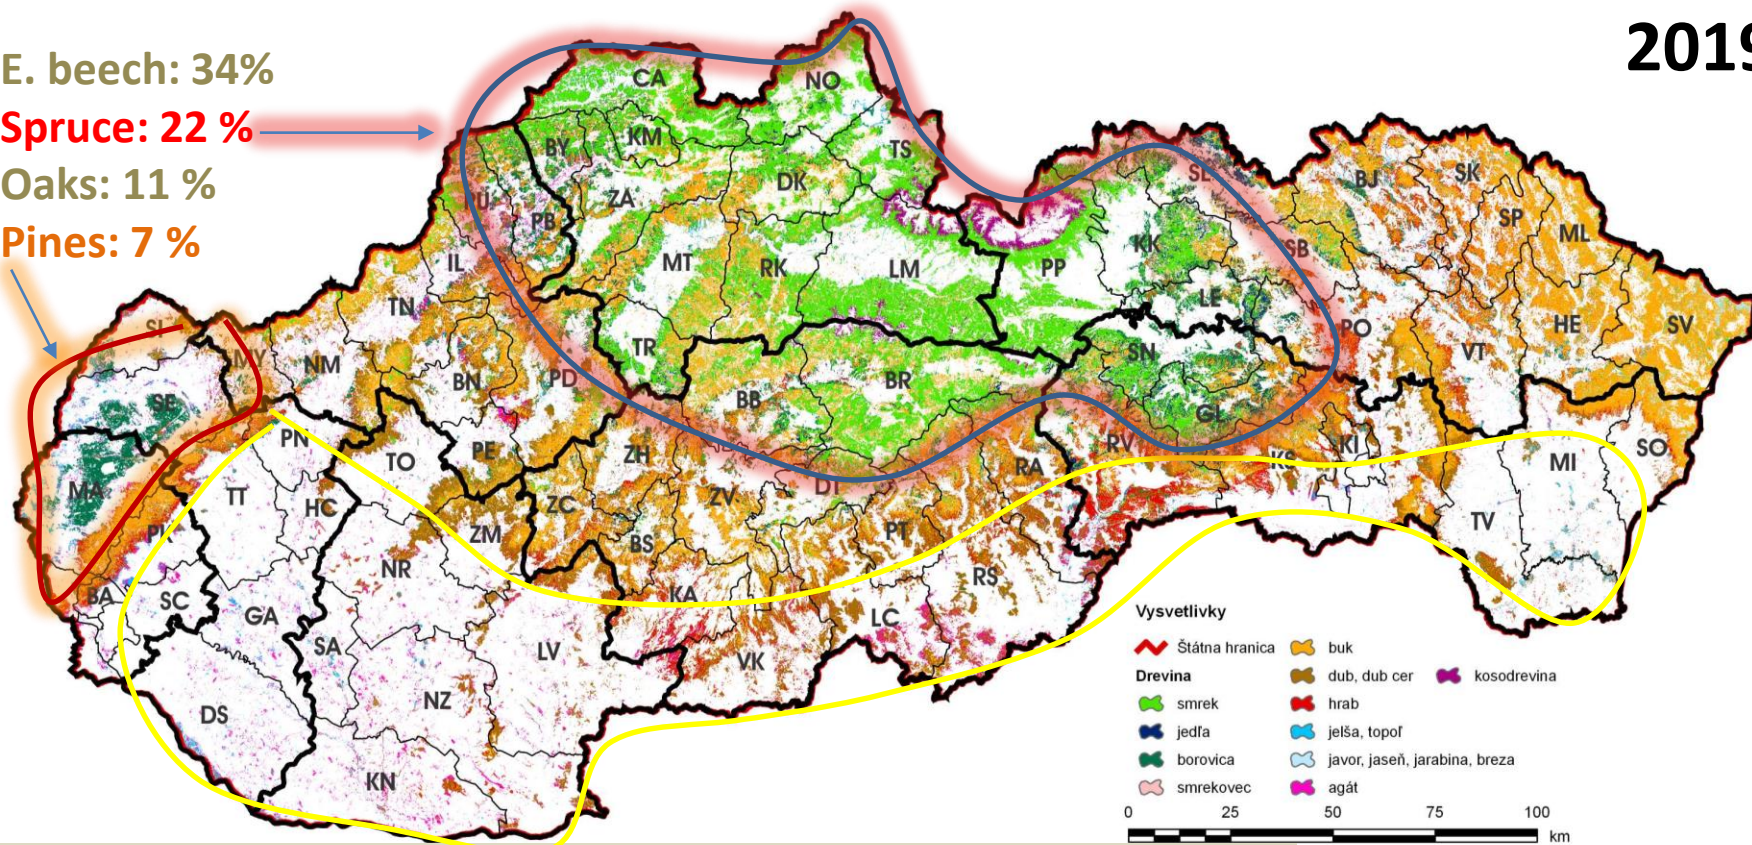 2019
E. beech: 34%
Spruce: 22 %
Oaks: 11 %
Pines: 7 %
CA
NO
BY
KM
TS
ZA
DK
PB
SL
BJ
SK
SP
ML
SB
KK
IL
MT
RK
LM
PP
TN
LE
PO
HE
SV
VT
MY
NM
TR
SN
BN
PD
BB
BR
SE
GL
PN
TO
PE
ZH
RV
KS
KI
MI
SO
RA
DT
MA
TT
HC
ZC
ZV
PT
TV
PK
ZM
BS
NR
KA
RS
BA
SC
GA
LC
SA
LV
VK
DS
NZ
KN
Vysvetlivky
Štátna hranica
Drevina
smrek
jedľa
borovica
smrekovec
buk
dub, dub cer
hrab
jelša, topoľ
javor, jaseň, jarabina, breza
agát
kosodrevina
0 25 50 75 100
km